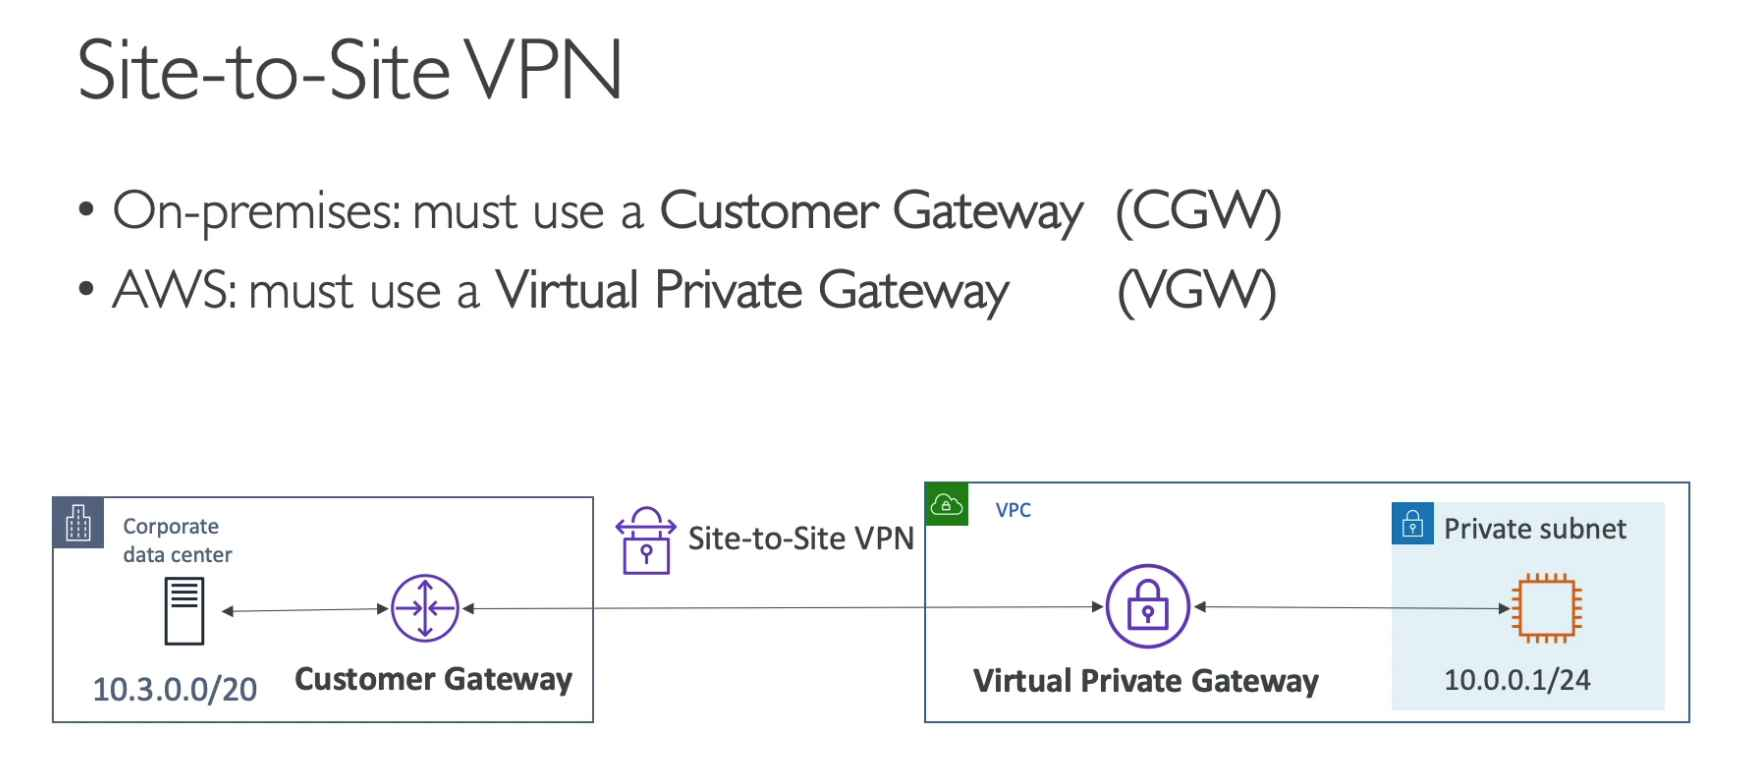 Site-to-Site VPN
• On-premises: must use a Customer Gateway (CGW)
• AWS: must use a Virtual Private Gateway (VGW)
Corporate
data center
10.3.0.0/20
Customer Gateway
Site-to-Site VPN
VPC
Virtual Private Gateway
Private subnet
10.0.0.1/24